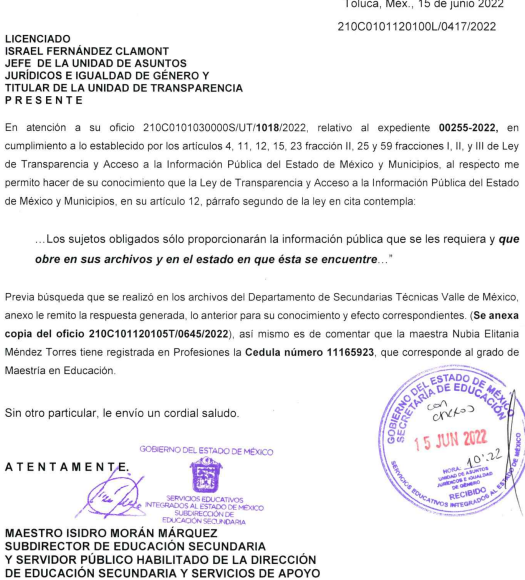 Toluca, Méx., 15 de junio 2022
210C0101120100L/0417/2022
LICENCIADO
ISRAEL FERNÁNDEZ CLAMONT
JEFE DE LA UNIDAD DE ASUNTOS
JURÍDICOS E IGUALDAD DE GÉNERO Y
TITULAR DE LA UNIDAD DE TRANSPARENCIA
P R E S E N T E
En atención a su oficio 210C0101030000S/UT/1018/2022, relativo al expediente 00255-2022, en
cumplimiento a lo establecido por los artículos 4, 11, 12, 15, 23 fracción II, 25 y 59 fracciones I, II, y III de Ley
de Transparencia y Acceso a la Información Pública del Estado de México y Municipios, al respecto me
permito hacer de su conocimiento que la Ley de Transparencia y Acceso a la Información Pública del Estado
de México y Municipios, en su artículo 12, párrafo segundo de la ley en cita contempla:
…Los sujetos obligados sólo proporcionarán la información pública que se les requiera y que
obre en sus archivos y en el estado en que ésta se encuentre…"
Previa búsqueda que se realizó en los archivos del Departamento de Secundarias Técnicas Valle de México,
anexo le remito la respuesta generada, lo anterior para su conocimiento y efecto correspondientes. (Se anexa
copia del oficio 210C101120105T/0645/2022), así mismo es de comentar que la maestra Nubia Elitania
Méndez Torres tiene registrada en Profesiones la Cedula número 11165923, que corresponde al grado de
Maestría en Educación.
Sin otro particular, le envío un cordial saludo.
GOBIERNO DEL ESTADO DE MÉXICO
SECRETARÍA DE EDUCACIÓN
con
anexos
15 JUN 2022
HORA: 10:22
UNIDAD DE ASUNTOS
JURÍDICOS E IGUALDAD
DE GÉNERO
RECIBIDO
SERVICIOS EDUCATIVOS INTEGRADOS AL ESTADO DE MÉXICO
GOBIERNO DEL ESTADO DE MÉXICO
A T E N T A M E N T E.
SERVICIOS EDUCATIVOS
INTEGRADOS AL ESTADO DE MÉXICO
SUBDIRECCIÓN DE
EDUCACIÓN SECUNDARIA
MAESTRO ISIDRO MORÁN MÁRQUEZ
SUBDIRECTOR DE EDUCACIÓN SECUNDARIA
Y SERVIDOR PÚBLICO HABILITADO DE LA DIRECCIÓN
DE EDUCACIÓN SECUNDARIA Y SERVICIOS DE APOYO